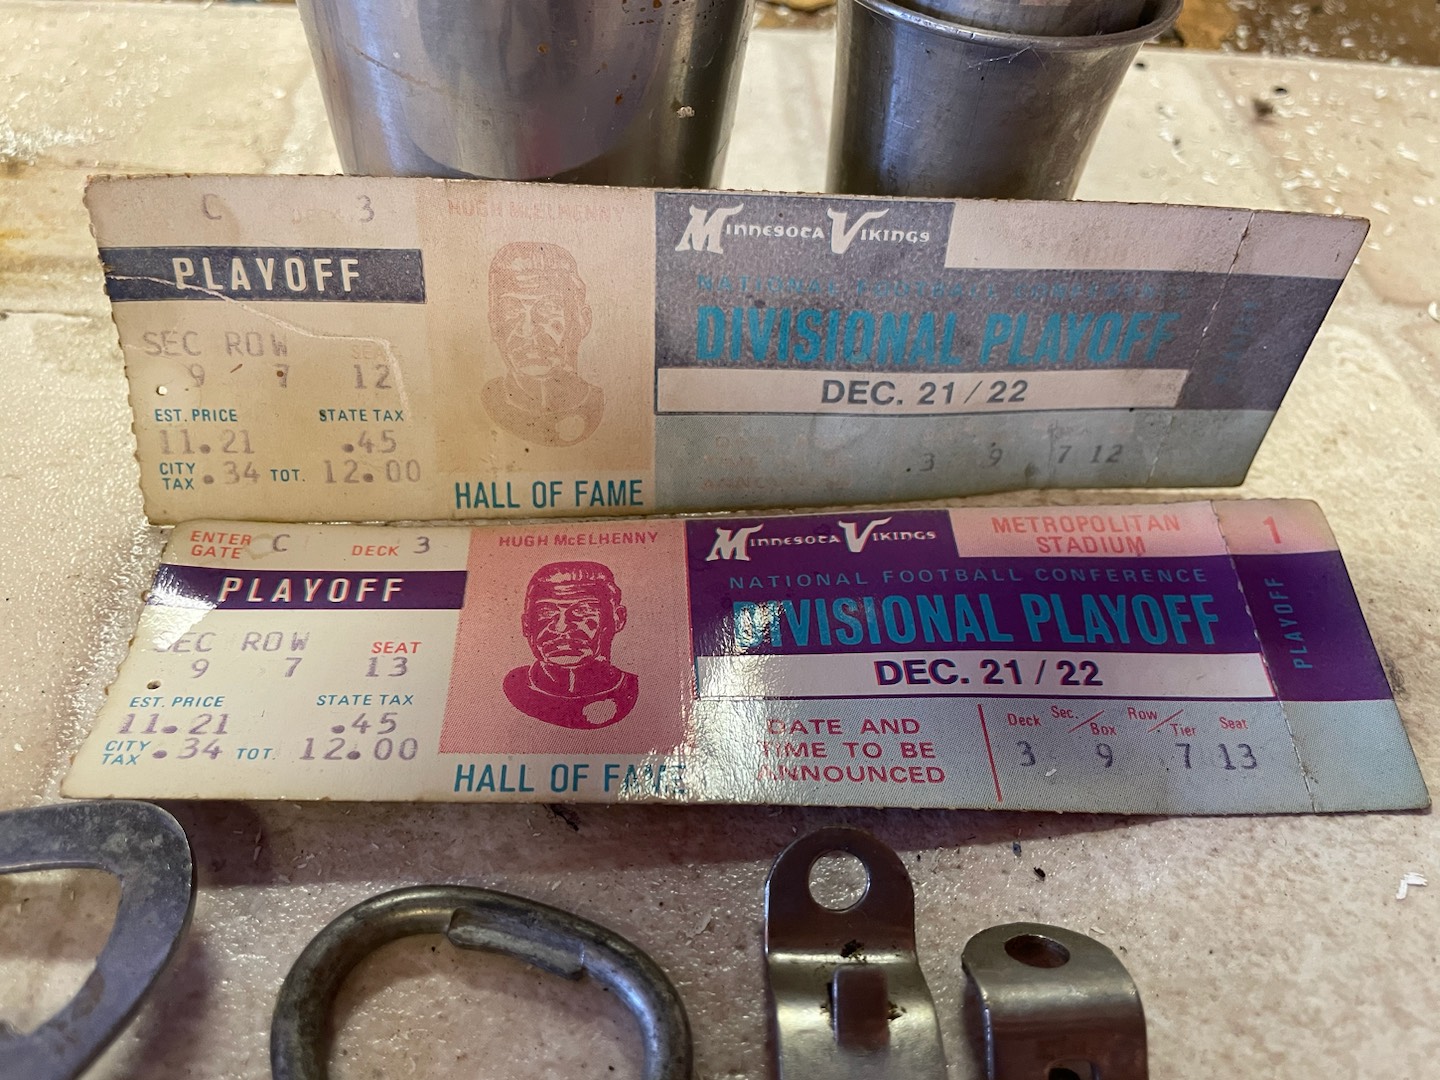 C 3
PLAYOFF
SEC ROW SEAT
9 7 12
EST. PRICE STATE TAX
11.21 .45
CITY TAX .34 TOT. 12.00
HUGH McELHENNY
HALL OF FAME
MINNESOTA VIKINGS
NATIONAL FOOTBALL CONFERENCE
DIVISIONAL PLAYOFF
DEC. 21 / 22
3 9 7 12
ENTER GATE C DECK 3
PLAYOFF
SEC ROW SEAT
9 7 13
EST. PRICE STATE TAX
11.21 .45
CITY TAX .34 TOT. 12.00
HUGH McELHENNY
HALL OF FAME
MINNESOTA VIKINGS
METROPOLITAN
STADIUM
NATIONAL FOOTBALL CONFERENCE
DIVISIONAL PLAYOFF
DEC. 21 / 22
DATE AND
TIME TO BE
ANNOUNCED
Deck Sec./Box Row/Tier Seat
3 9 7 13
1
PLAYOFF